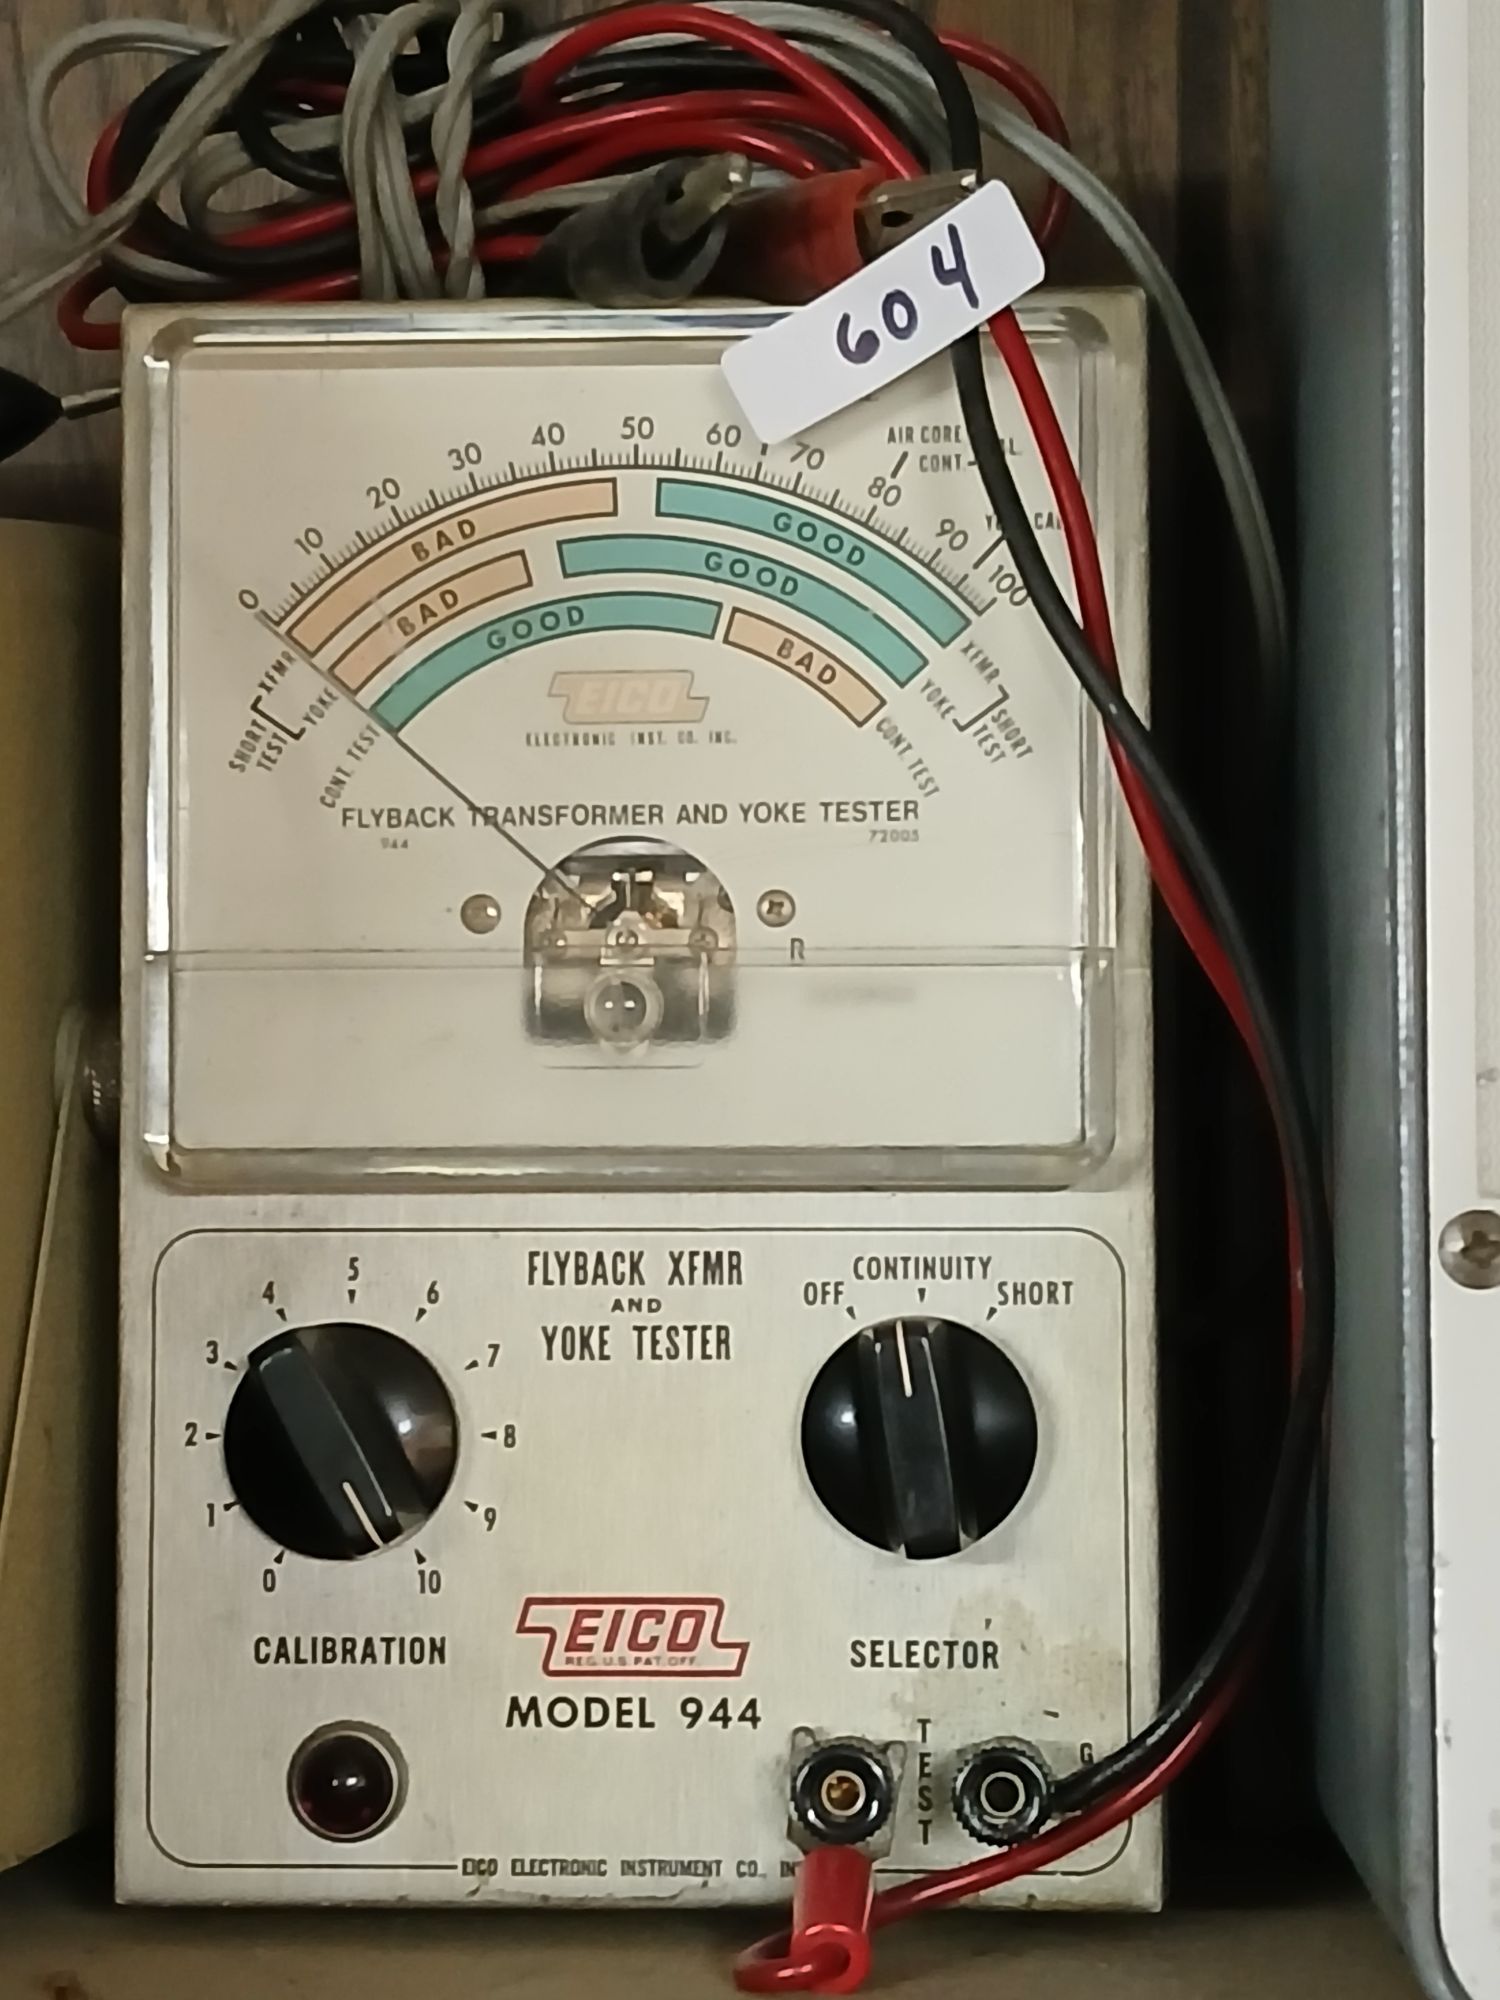 604
AIR CORE
CONT.
0 10 20 30 40 50 60 70 80 90 100
BAD GOOD
BAD GOOD
GOOD BAD
SHORT TEST XFMR YOKE
CONT. TEST
XFMR YOKE SHORT TEST
CONT. TEST
EICO
ELECTRONIC INST. CO. INC.
FLYBACK TRANSFORMER AND YOKE TESTER
944 72005
R
FLYBACK XFMR
AND
YOKE TESTER
0 1 2 3 4 5 6 7 8 9 10
CALIBRATION
OFF CONTINUITY SHORT
SELECTOR
EICO
REG. U.S. PAT. OFF.
MODEL 944
TEST
G
EICO ELECTRONIC INSTRUMENT CO.